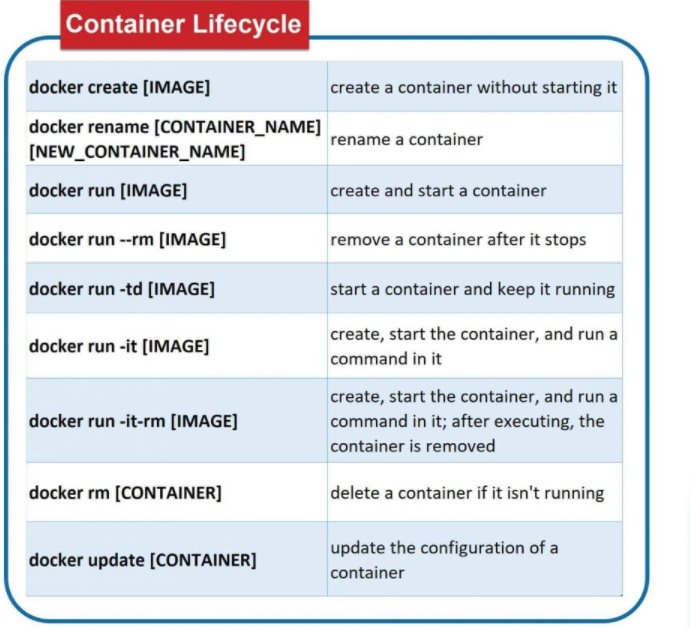 Container Lifecycle
docker create [IMAGE]
create a container without starting it
docker rename [CONTAINER_NAME]
[NEW_CONTAINER_NAME]
rename a container
docker run [IMAGE]
create and start a container
docker run --rm [IMAGE]
remove a container after it stops
docker run -td [IMAGE]
start a container and keep it running
docker run -it [IMAGE]
create, start the container, and run a
command in it
docker run -it-rm [IMAGE]
create, start the container, and run a
command in it; after executing, the
container is removed
docker rm [CONTAINER]
delete a container if it isn't running
docker update [CONTAINER]
update the configuration of a
container